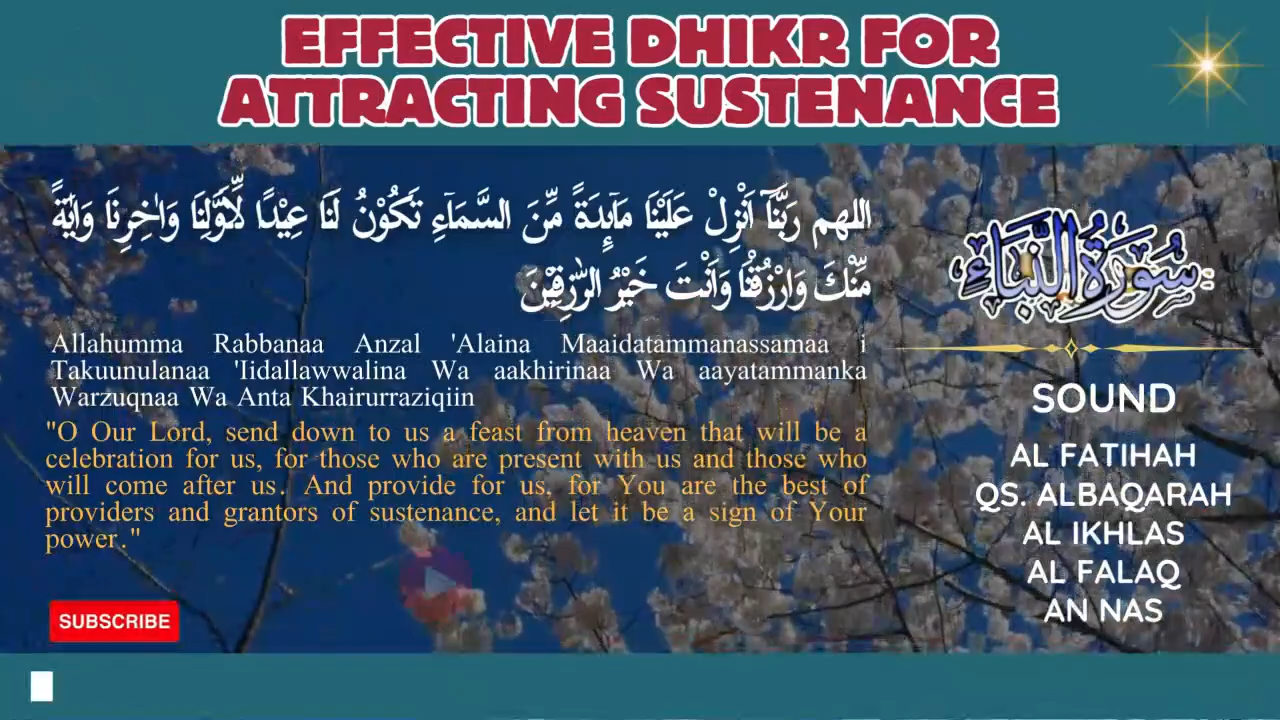 EFFECTIVE DHIKR FOR
ATTRACTING SUSTENANCE
اللهم رَبَّنَآ اَنْزِلْ عَلَيْنَا مَاۤىِٕدَةً مِّنَ السَّمَاۤءِ تَكُوْنُ لَنَا عِيْدًا لِّاَوَّلِنَا وَاٰخِرِنَا وَاٰيَةً
مِّنْكَ وَارْزُقْنَا وَاَنْتَ خَيْرُ الرّٰزِقِيْنَ
Allahumma Rabbanaa Anzal 'Alaina Maaidatammanassamaa i
Takuunulanaa 'Iidallawwalina Wa aakhirinaa Wa aayatammanka
Warzuqnaa Wa Anta Khairurraziqiin
"O Our Lord, send down to us a feast from heaven that will be a
celebration for us, for those who are present with us and those who
will come after us. And provide for us, for You are the best of
providers and grantors of sustenance, and let it be a sign of Your
power."
SUBSCRIBE
سُوْرَةُ النَّبَاءِ
SOUND
AL FATIHAH
QS. ALBAQARAH
AL IKHLAS
AL FALAQ
AN NAS